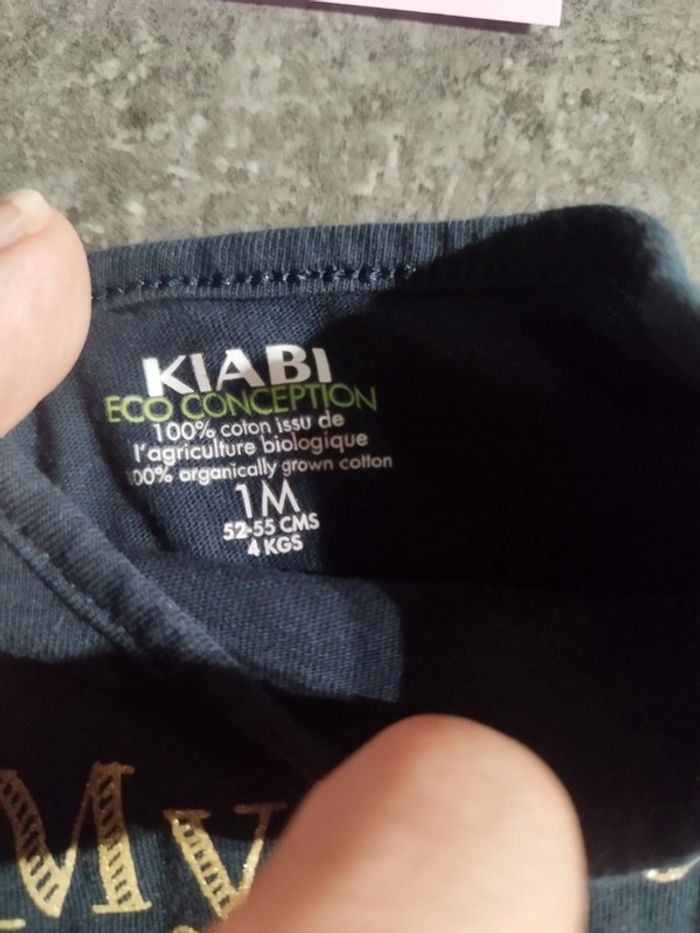 KIABI
ECO CONCEPTION
100% coton issu de
l'agriculture biologique
100% organically grown cotton
1M
52-55 CMS
4 KGS
My